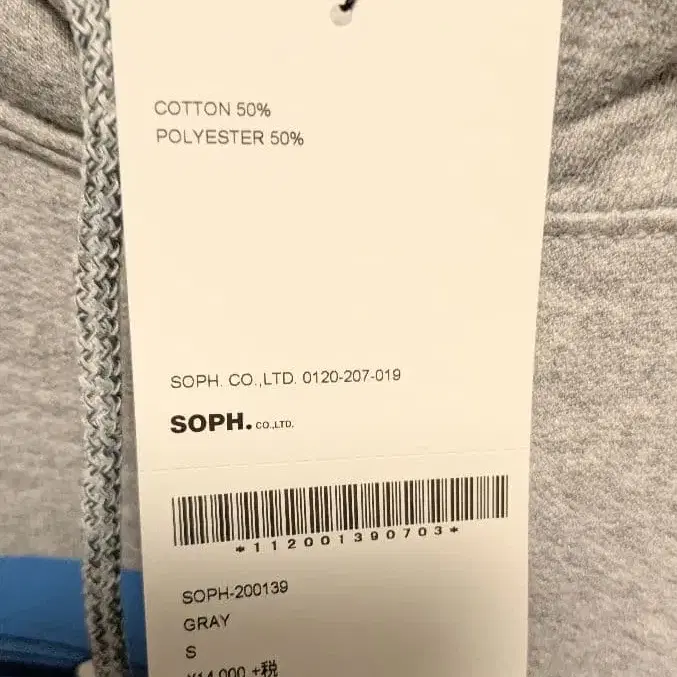 COTTON 50%
POLYESTER 50%
SOPH. CO.,LTD. 0120-207-019
SOPH. CO.,LTD.
*112001390703*
SOPH-200139
GRAY
S
¥14,000 +税